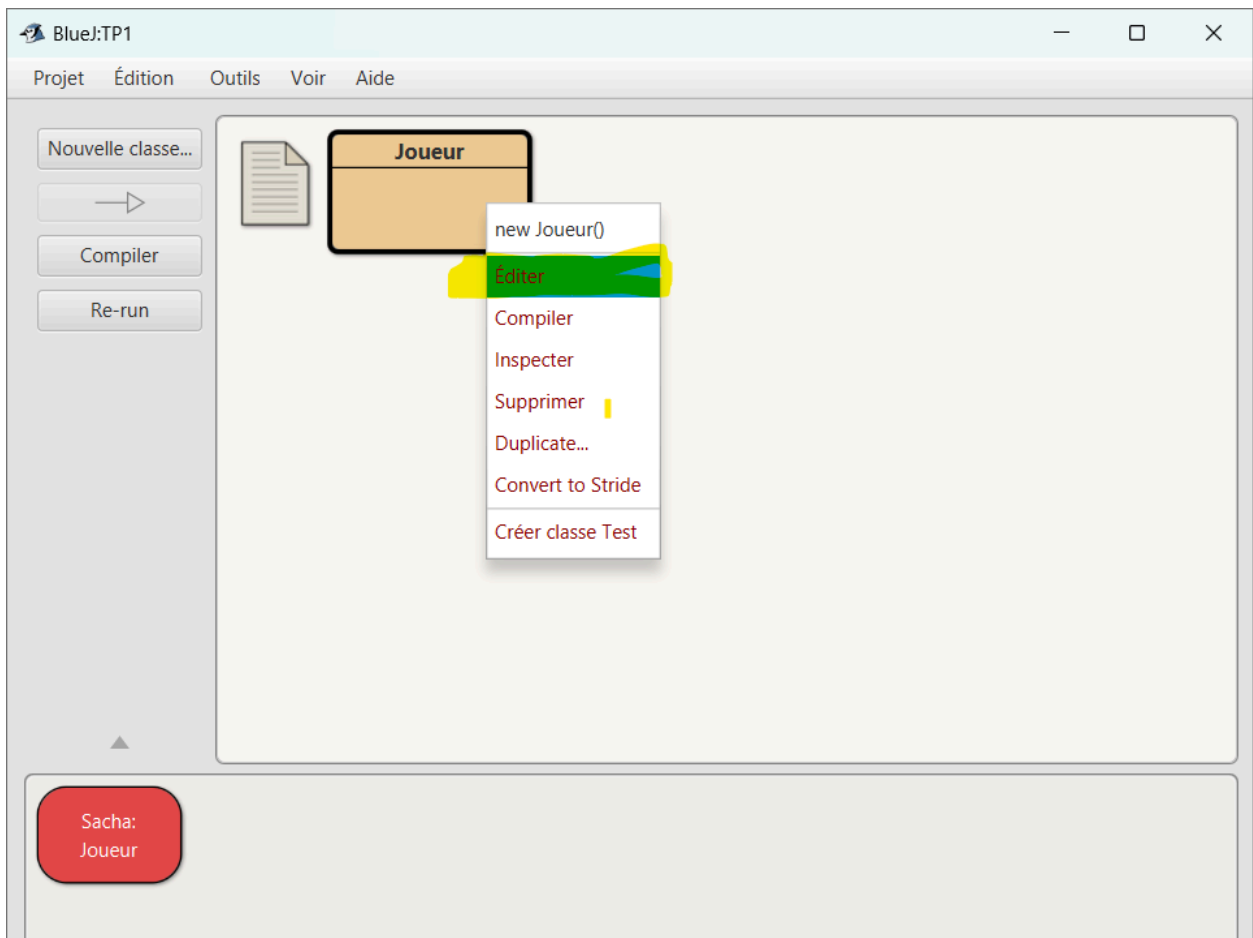 BlueJ:TP1
Projet Édition Outils Voir Aide
Nouvelle classe...
Compiler
Re-run
Joueur
new Joueur()
Éditer
Compiler
Inspecter
Supprimer
Duplicate...
Convert to Stride
Créer classe Test
Sacha:
Joueur